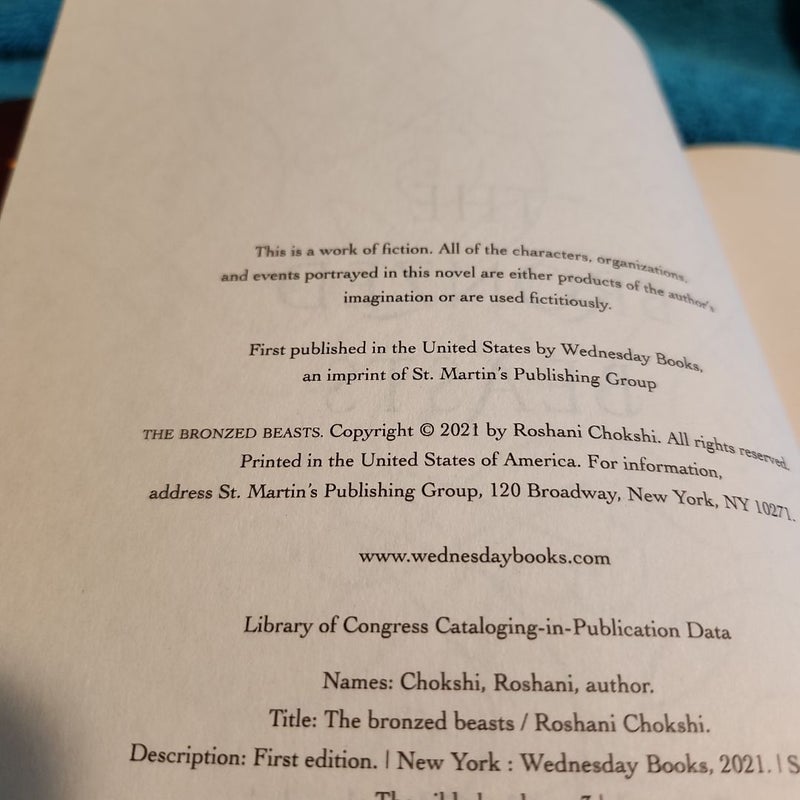 This is a work of fiction. All of the characters, organizations,
and events portrayed in this novel are either products of the author's
imagination or are used fictitiously.
First published in the United States by Wednesday Books,
an imprint of St. Martin's Publishing Group
THE BRONZED BEASTS. Copyright © 2021 by Roshani Chokshi. All rights reserved.
Printed in the United States of America. For information,
address St. Martin's Publishing Group, 120 Broadway, New York, NY 10271.
www.wednesdaybooks.com
Library of Congress Cataloging-in-Publication Data
Names: Chokshi, Roshani, author.
Title: The bronzed beasts / Roshani Chokshi.
Description: First edition. | New York : Wednesday Books, 2021. | S